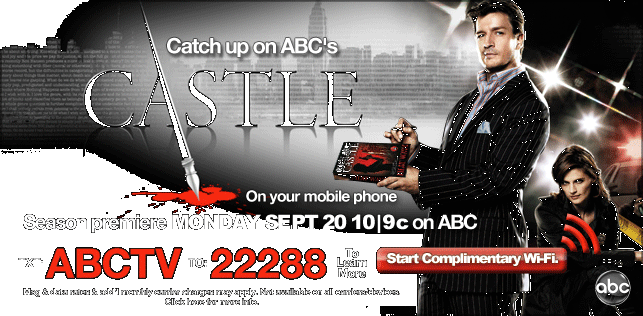 Catch up on ABC's
CASTLE
On your mobile phone
Season premiere MONDAY SEPT 20 10|9c on ABC
TXT ABCTV TO: 22288 To Learn More
Start Complimentary Wi-Fi.
Msg & data rates & add'l monthly carrier charges may apply. Not available on all carriers/devices.
Click here for more info.
abc